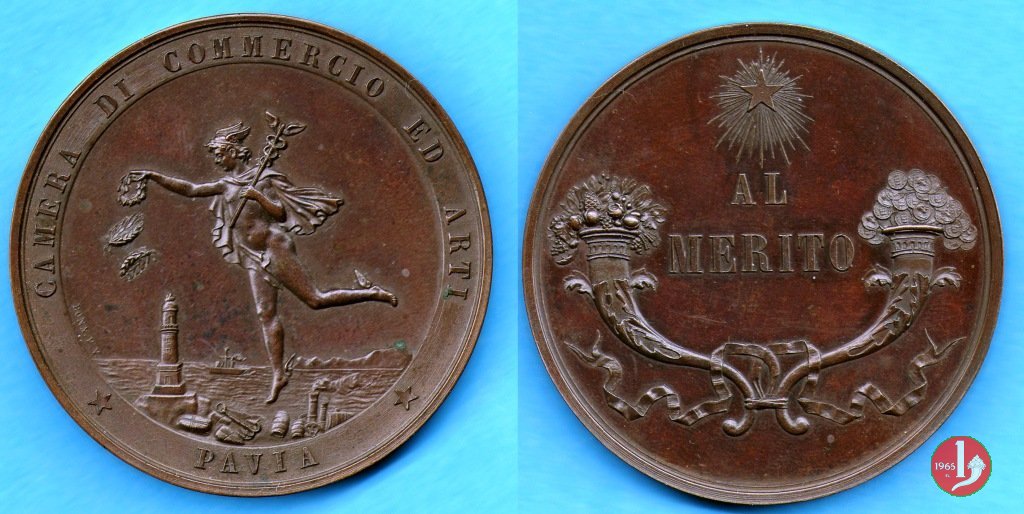 CAMERA DI COMMERCIO ED ARTI
PAVIA
AL
MERITO
1965